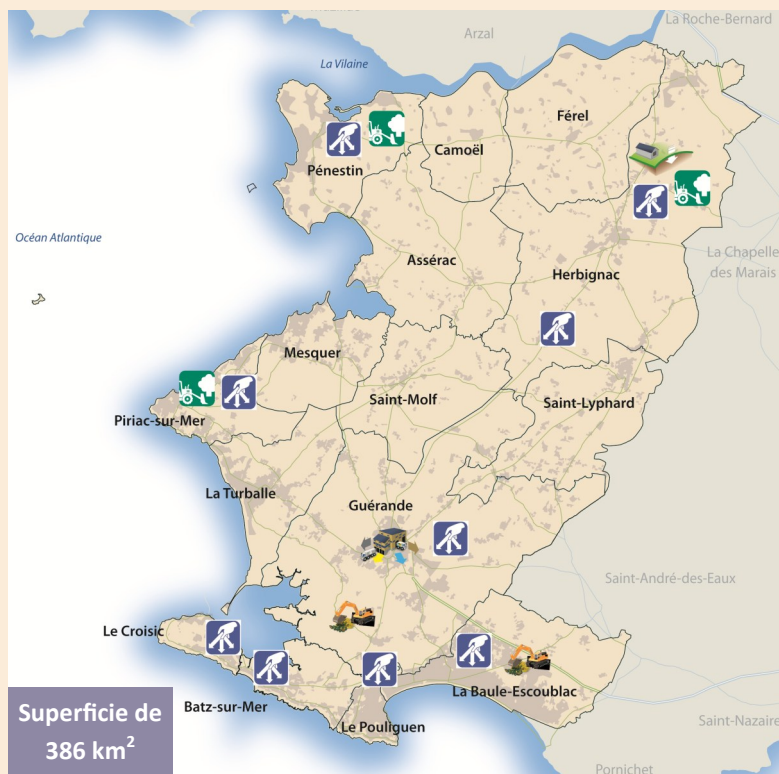 La Roche-Bernard
Arzal
La Vilaine
Férel
Camoël
Pénestin
Océan Atlantique
Assérac
Herbignac
La Chapelle
des Marais
Mesquer
Saint-Molf
Saint-Lyphard
Piriac-sur-Mer
La Turballe
Guérande
Saint-André-des-Eaux
Le Croisic
La Baule-Escoublac
Batz-sur-Mer
Le Pouliguen
Saint-Nazaire
Pornichet
Superficie de
386 km²